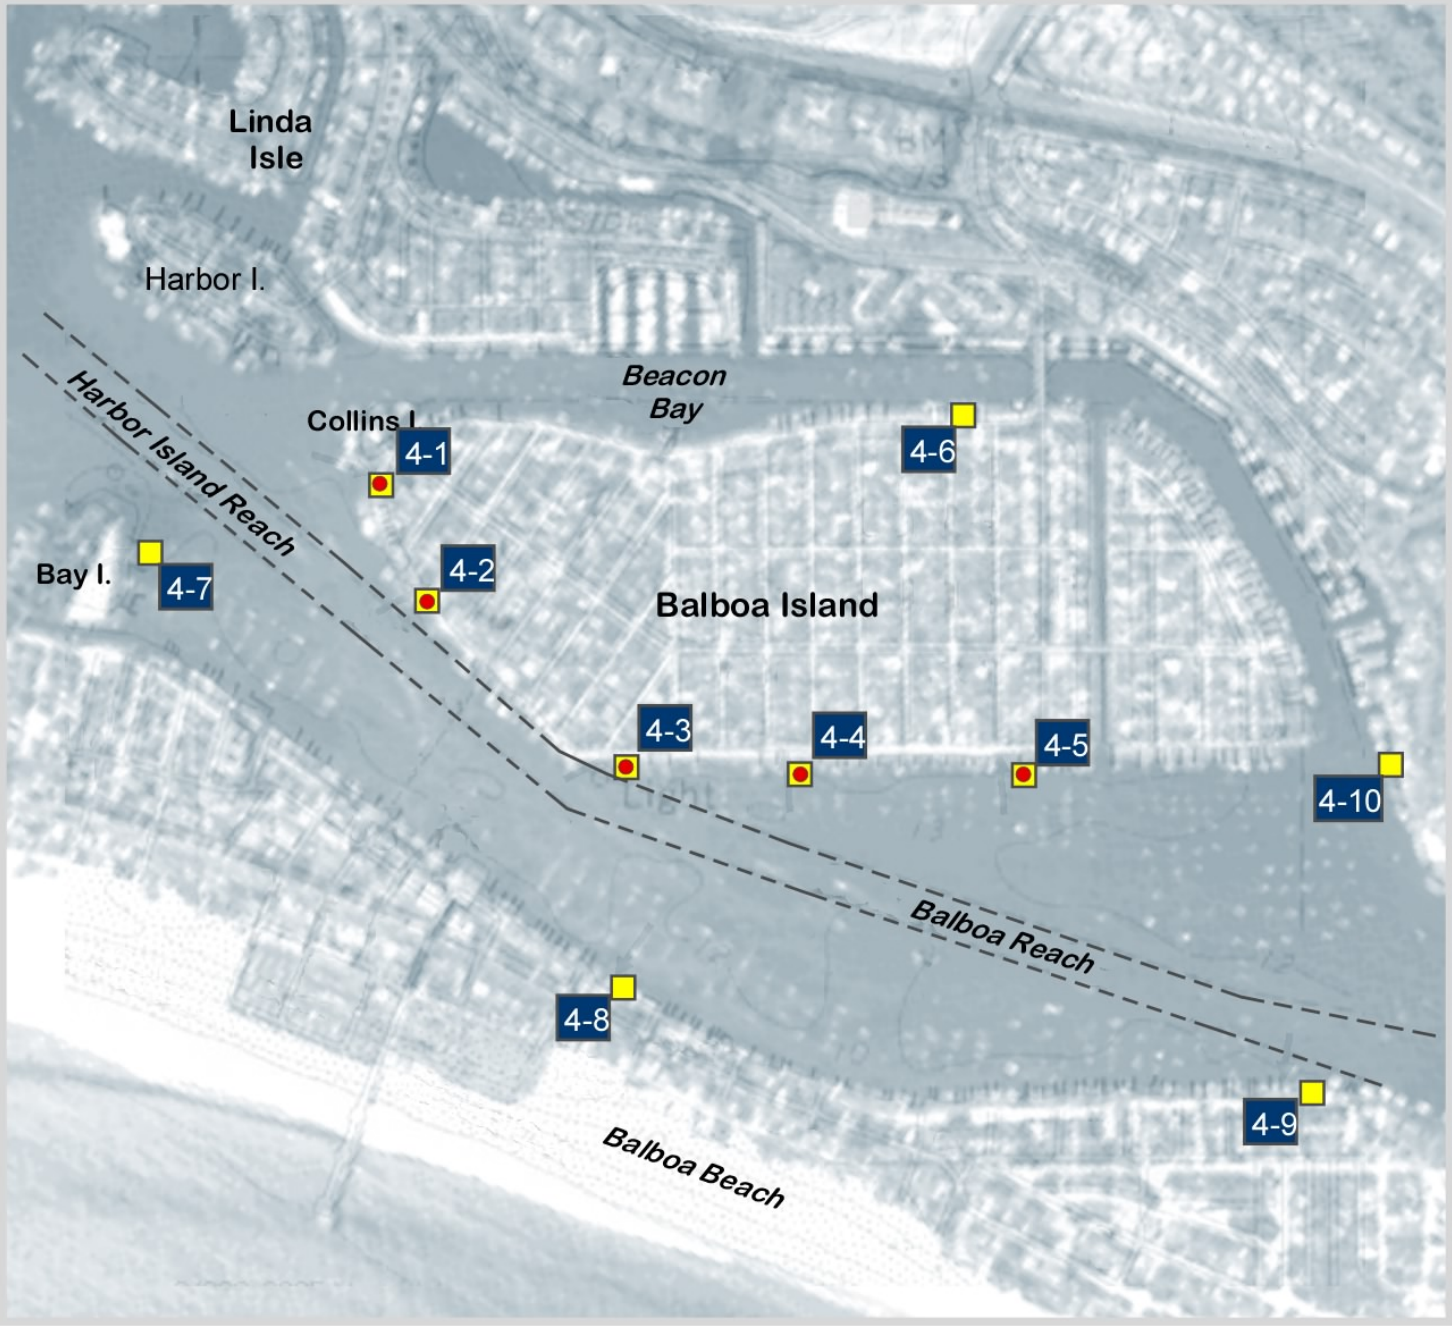 Linda
Isle
Harbor I.
Beacon
Bay
Collins I.
4-1
4-6
Harbor Island Reach
Bay I.
4-7
4-2
Balboa Island
4-3
4-4
4-5
Light
4-10
Balboa Reach
4-8
4-9
Balboa Beach